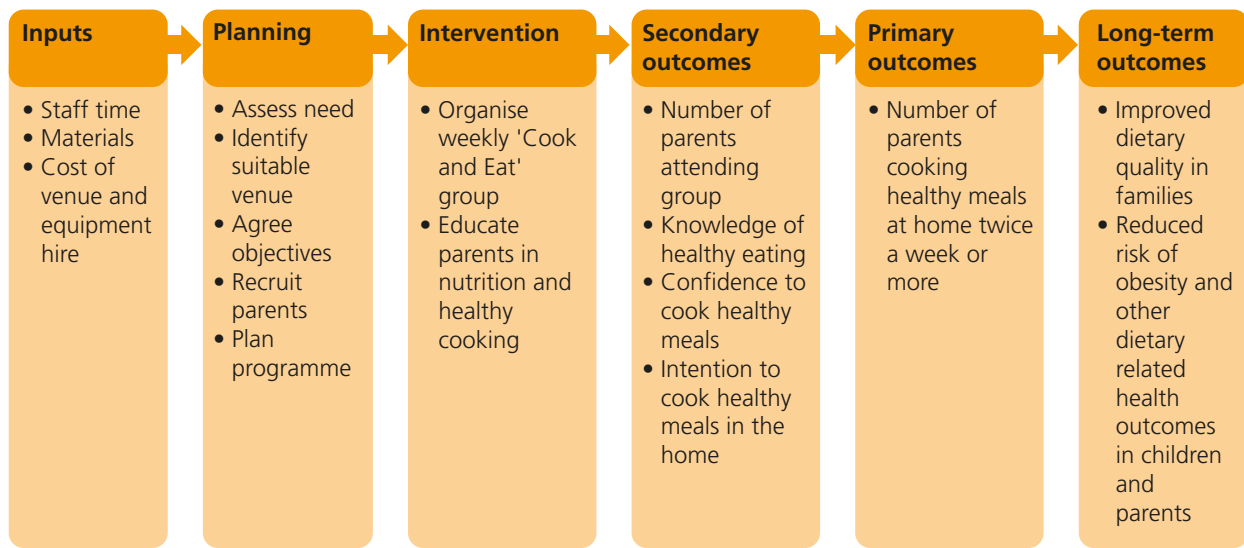 Inputs
• Staff time
• Materials
• Cost of
venue and
equipment
hire
Planning
• Assess need
• Identify
suitable
venue
• Agree
objectives
• Recruit
parents
• Plan
programme
Intervention
• Organise
weekly 'Cook
and Eat'
group
• Educate
parents in
nutrition and
healthy
cooking
Secondary
outcomes
• Number of
parents
attending
group
• Knowledge of
healthy eating
• Confidence to
cook healthy
meals
• Intention to
cook healthy
meals in the
home
Primary
outcomes
• Number of
parents
cooking
healthy meals
at home twice
a week or
more
Long-term
outcomes
• Improved
dietary
quality in
families
• Reduced
risk of
obesity and
other
dietary
related
health
outcomes
in children
and
parents